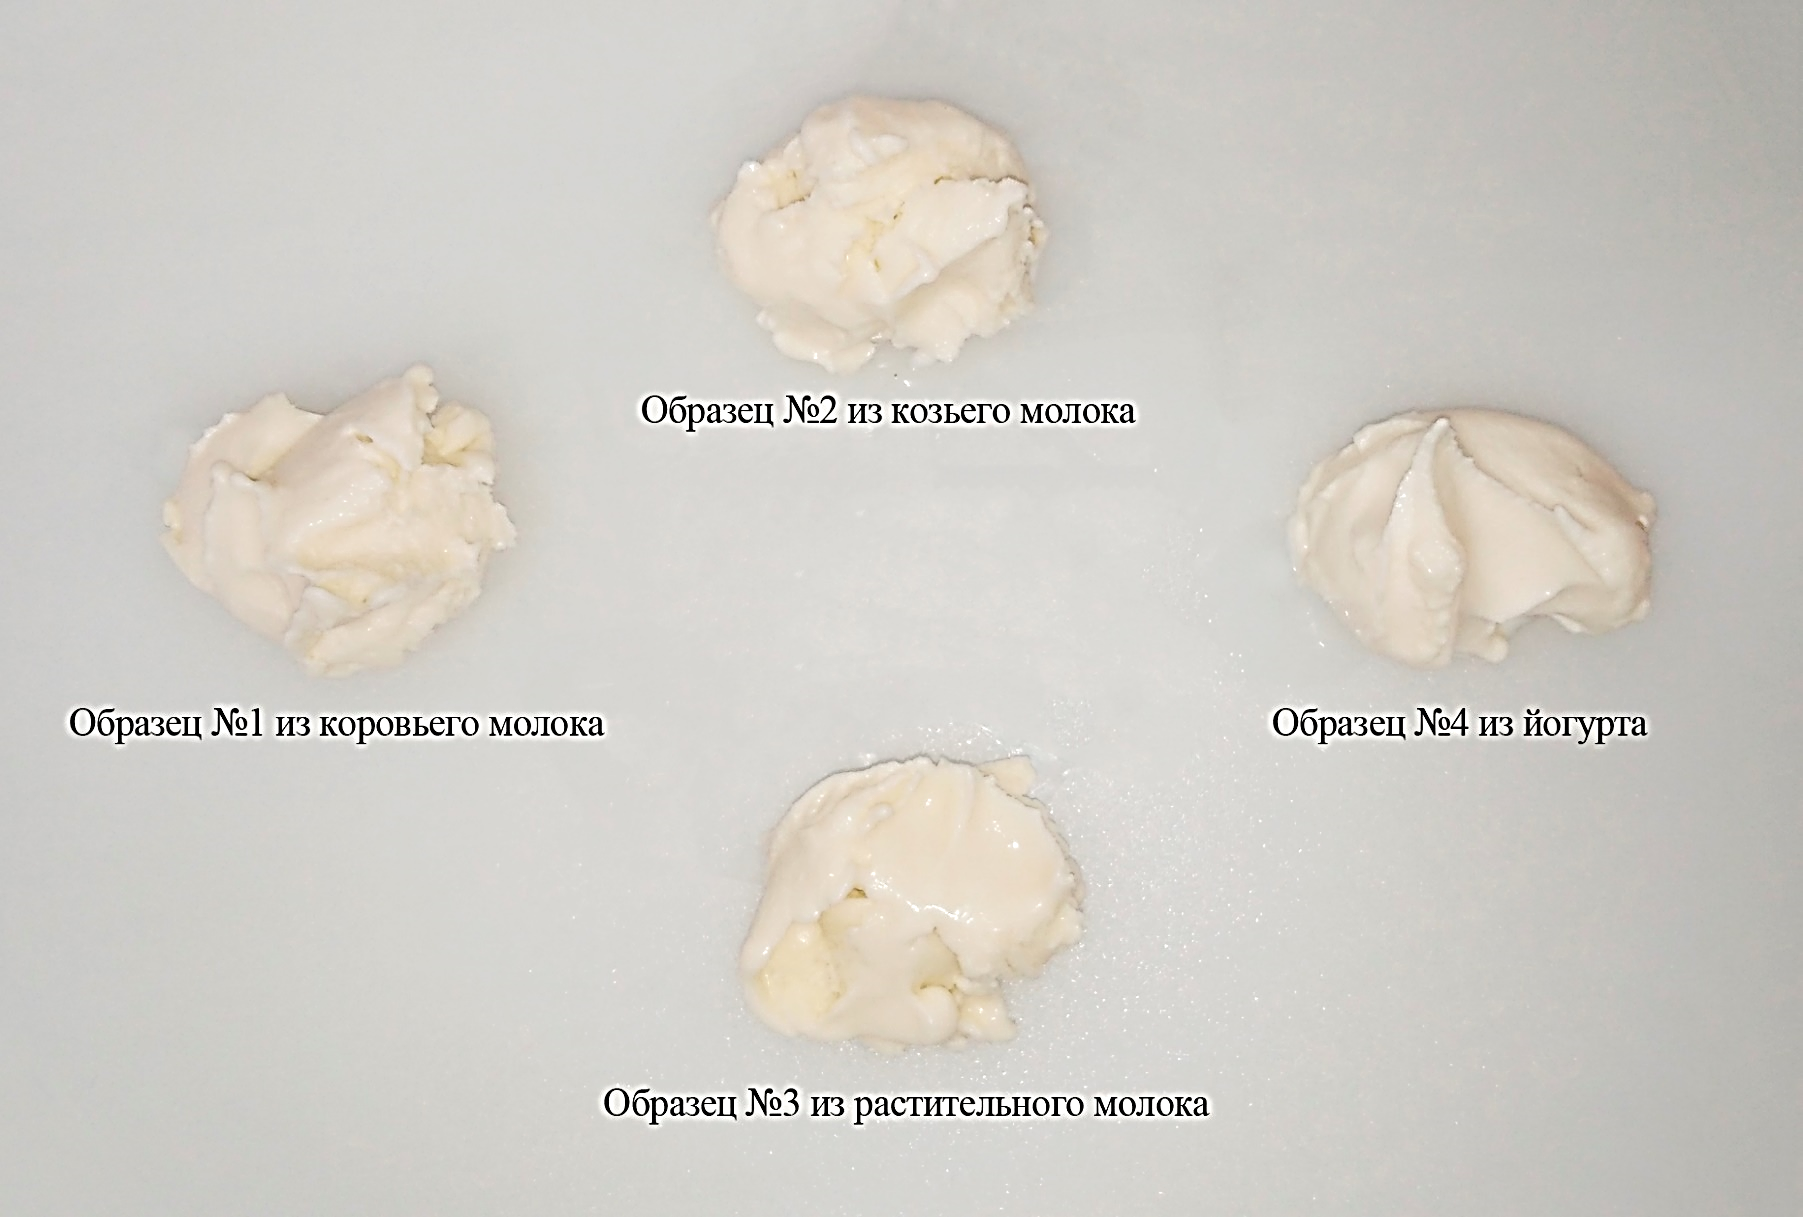 Образец №2 из козьего молока
Образец №1 из коровьего молока
Образец №4 из йогурта
Образец №3 из растительного молока